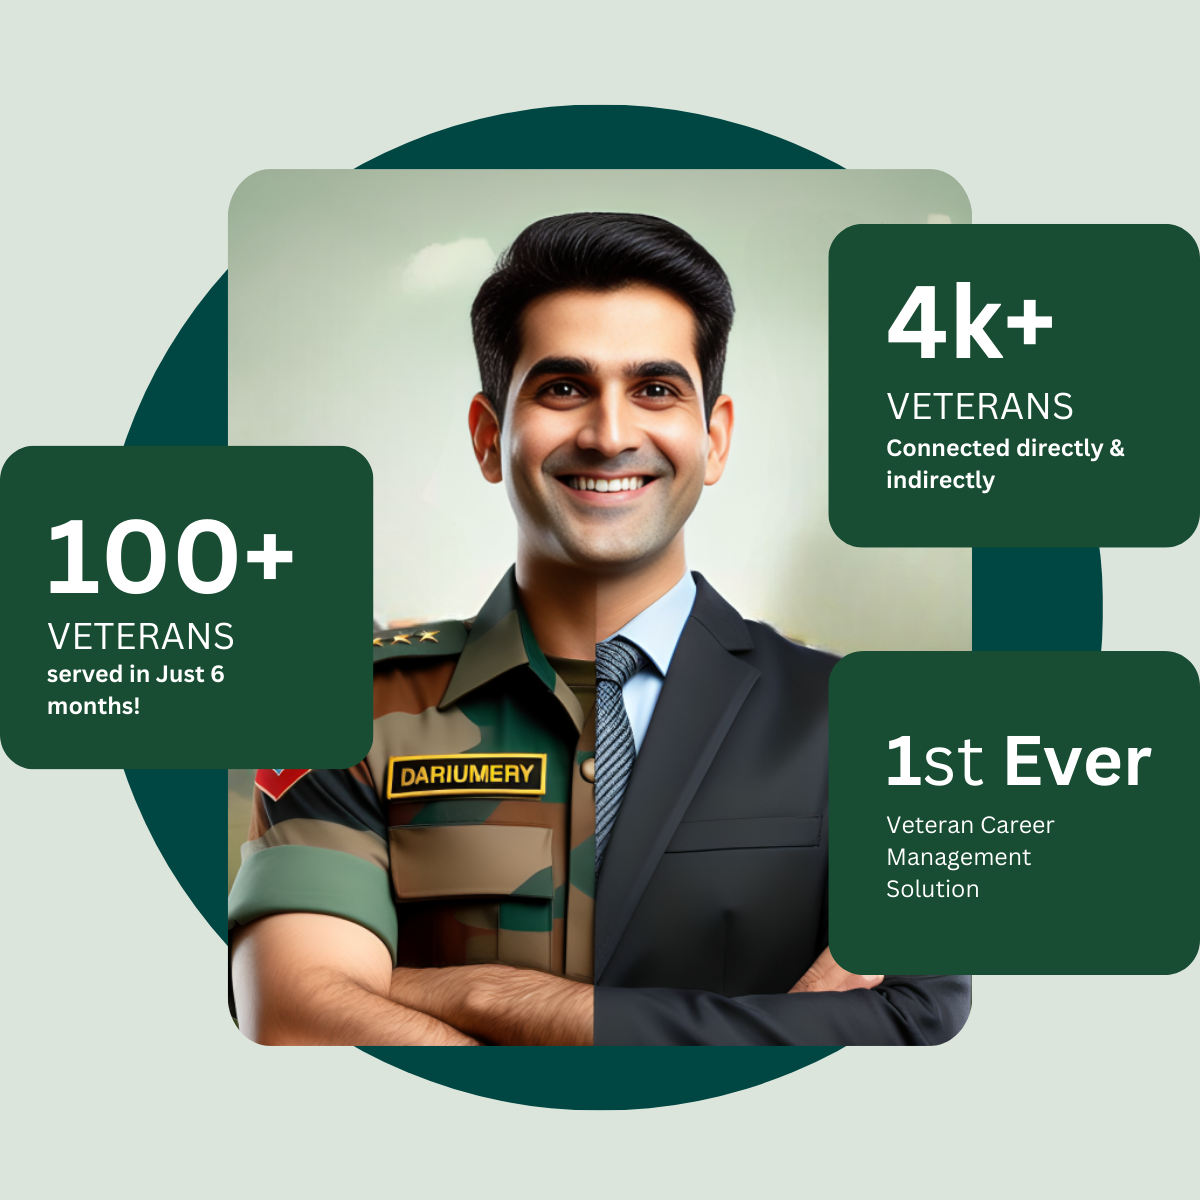 4k+
VETERANS
Connected directly &
indirectly
100+
VETERANS
served in Just 6
months!
DARIUMERY
1st Ever
Veteran Career
Management
Solution